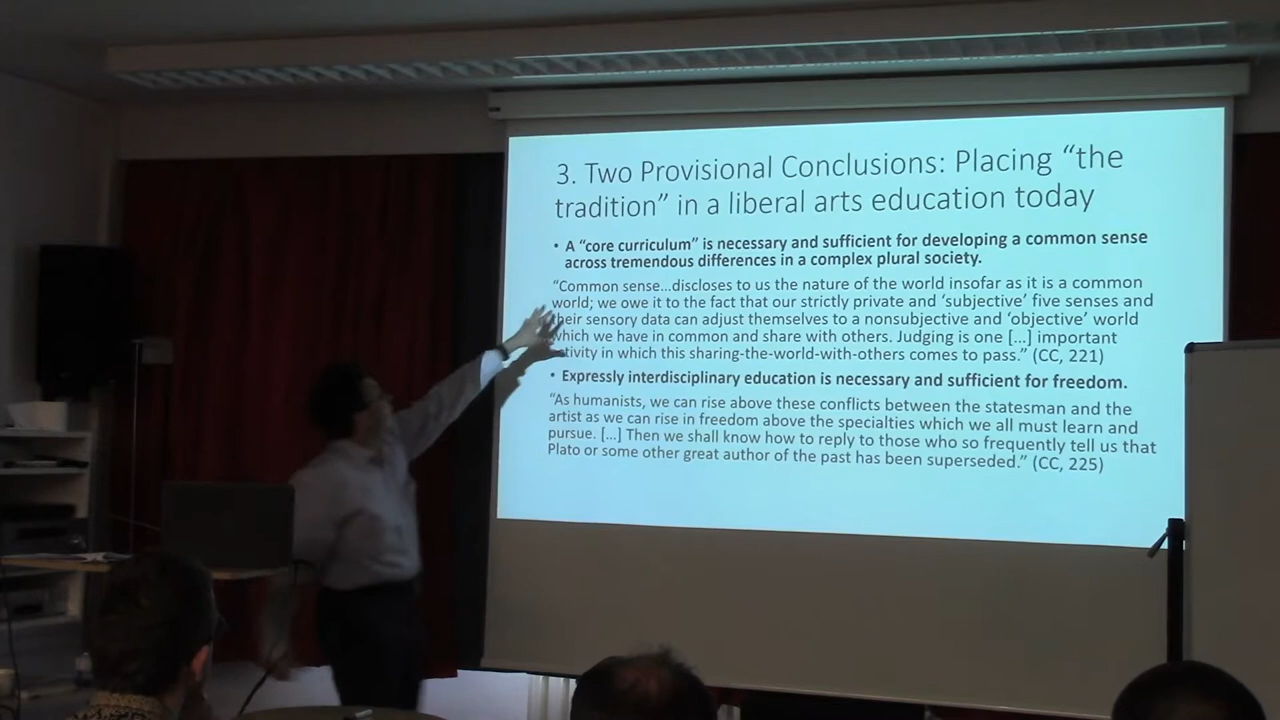 3. Two Provisional Conclusions: Placing “the
tradition” in a liberal arts education today
• A “core curriculum” is necessary and sufficient for developing a common sense
across tremendous differences in a complex plural society.
“Common sense...discloses to us the nature of the world insofar as it is a common
world; we owe it to the fact that our strictly private and ‘subjective’ five senses and
their sensory data can adjust themselves to a nonsubjective and ‘objective’ world
which we have in common and share with others. Judging is one [...] important
activity in which this sharing-the-world-with-others comes to pass.” (CC, 221)
• Expressly interdisciplinary education is necessary and sufficient for freedom.
“As humanists, we can rise above these conflicts between the statesman and the
artist as we can rise in freedom above the specialties which we all must learn and
pursue. [...] Then we shall know how to reply to those who so frequently tell us that
Plato or some other great author of the past has been superseded.” (CC, 225)